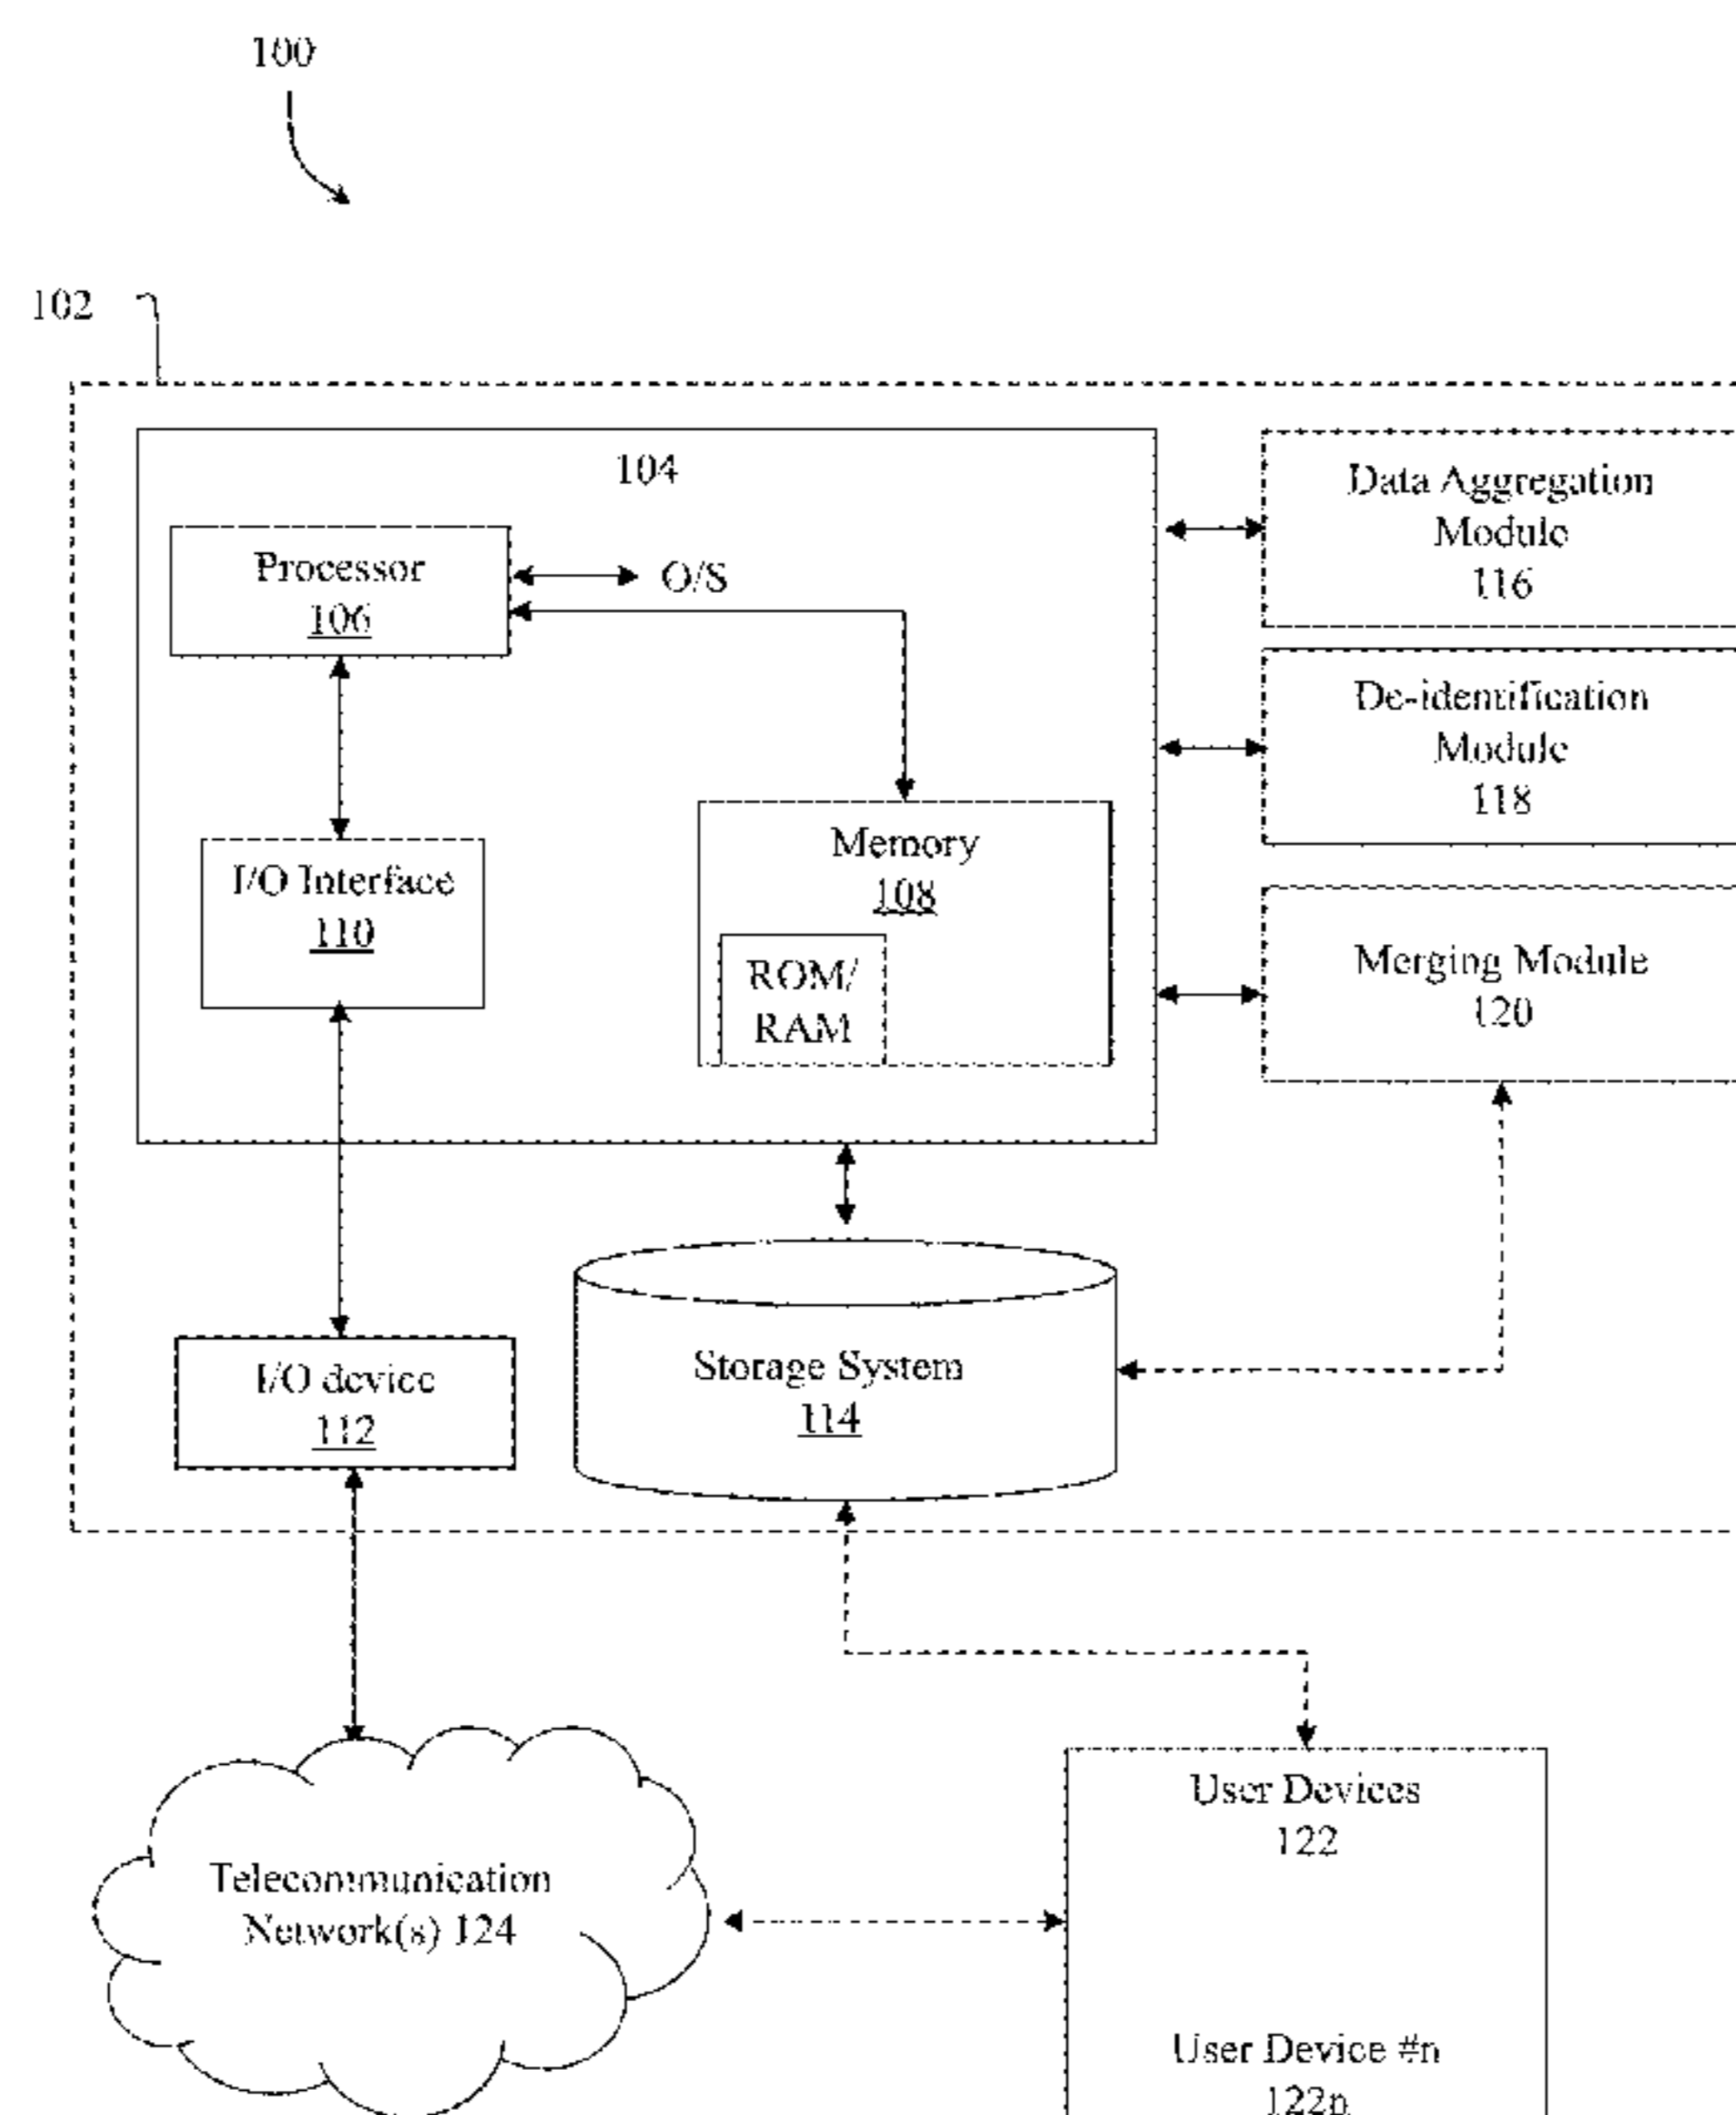 100
102
104
Processor
106
O/S
I/O Interface
110
Memory
108
ROM/
RAM
Data Aggregation
Module
116
De-identification
Module
118
Merging Module
120
I/O device
112
Storage System
114
Telecommunication
Network(s) 124
User Devices
122
User Device #n
122n